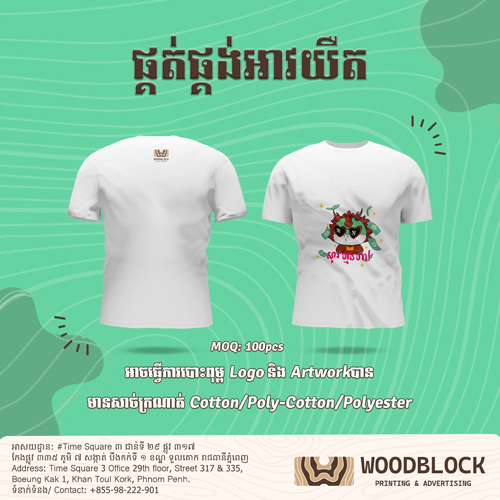 ផ្គត់ផ្គង់អាវយឺត
WOODBLOCK
MOQ: 100pcs
អាចធ្វើការបោះពុម្ព Logo និង Artworkបាន
មានសាច់ក្រណាត់ Cotton/Poly-Cotton/Polyester
អាសយដ្ឋាន: #Time Square ៣ ជាន់ទី ២៩ ផ្លូវ ៣១៧
កែងផ្លូវ ៣៣៥ ភូមិ ៧ សង្កាត់ បឹងកក់ទី ១ ខណ្ឌ ទួលគោក រាជធានីភ្នំពេញ
Address: Time Square 3 Office 29th floor, Street 317 & 335,
Boeung Kak 1, Khan Toul Kork, Phnom Penh.
ទំនាក់ទំនង/ Contact: +855-98-222-901
WOODBLOCK
PRINTING & ADVERTISING